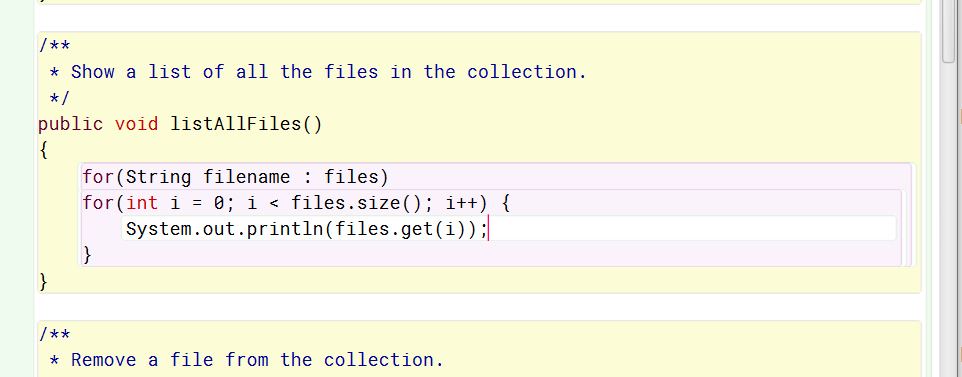 /**
 * Show a list of all the files in the collection.
 */
public void listAllFiles()
{
    for(String filename : files)
    for(int i = 0; i < files.size(); i++) {
        System.out.println(files.get(i));
    }
}
/**
 * Remove a file from the collection.